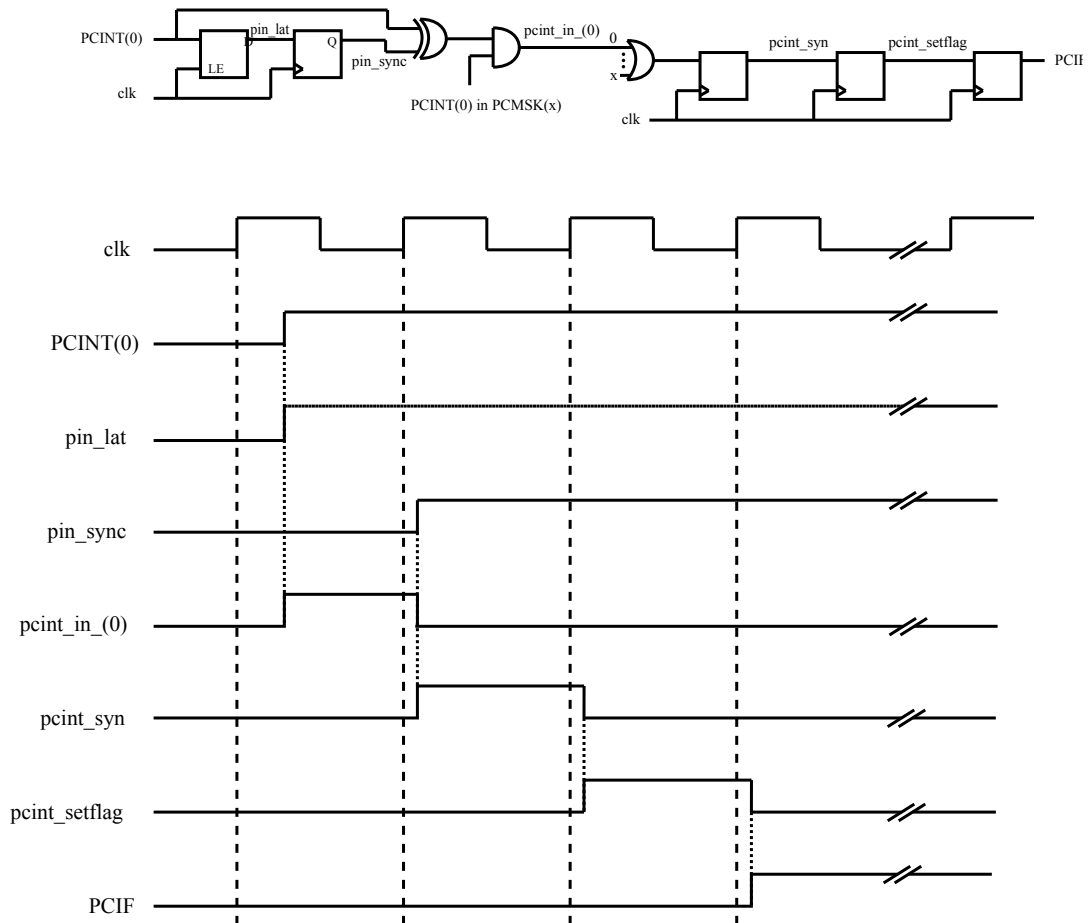 PCINT(0)
LE
D
pin_lat
Q
pin_sync
clk
pcint_in_(0)
PCINT(0) in PCMSK(x)
0
x
clk
pcint_syn
pcint_setflag
PCIF
clk
PCINT(0)
pin_lat
pin_sync
pcint_in_(0)
pcint_syn
pcint_setflag
PCIF